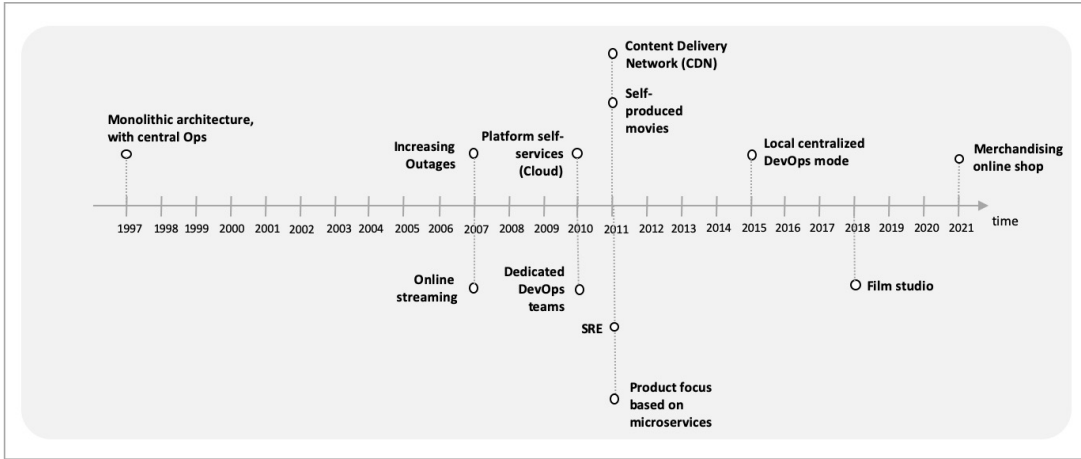 Content Delivery
Network (CDN)
Self-
produced
movies
Monolithic architecture,
with central Ops
Increasing
Outages
Platform self-
services
(Cloud)
Local centralized
DevOps mode
Merchandising
online shop
time
1997 1998 1999 2000 2001 2002 2003 2004 2005 2006 2007 2008 2009 2010 2011 2012 2013 2014 2015 2016 2017 2018 2019 2020 2021
Online
streaming
Dedicated
DevOps
teams
Film studio
SRE
Product focus
based on
microservices